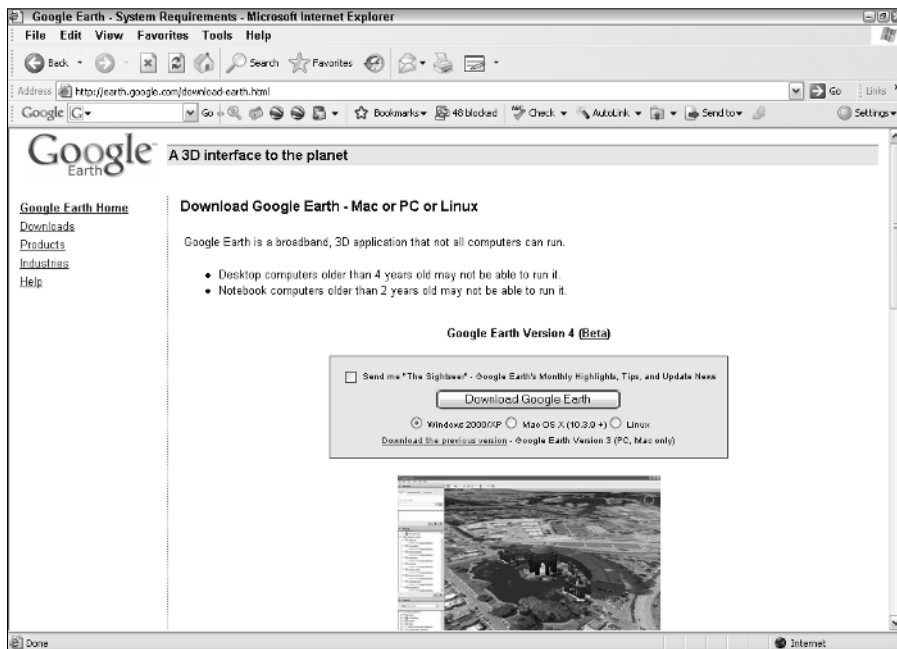 Google Earth - System Requirements - Microsoft Internet Explorer
File Edit View Favorites Tools Help
Back Search Favorites
Address http://earth.google.com/download-earth.html Go Links
Google G Go Bookmarks 46 blocked Check AutoLink Send to Settings
Google Earth A 3D interface to the planet
Google Earth Home
Downloads
Products
Industries
Help
Download Google Earth - Mac or PC or Linux
Google Earth is a broadband, 3D application that not all computers can run.
• Desktop computers older than 4 years old may not be able to run it.
• Notebook computers older than 2 years old may not be able to run it.
Google Earth Version 4 (Beta)
Send me "The Sightseer" - Google Earth's Monthly Highlights, Tips, and Update News
Download Google Earth
Windows 2000/XP Mac OS X (10.3.9 +) Linux
Download the previous version - Google Earth Version 3 (PC, Mac only)
Done Internet